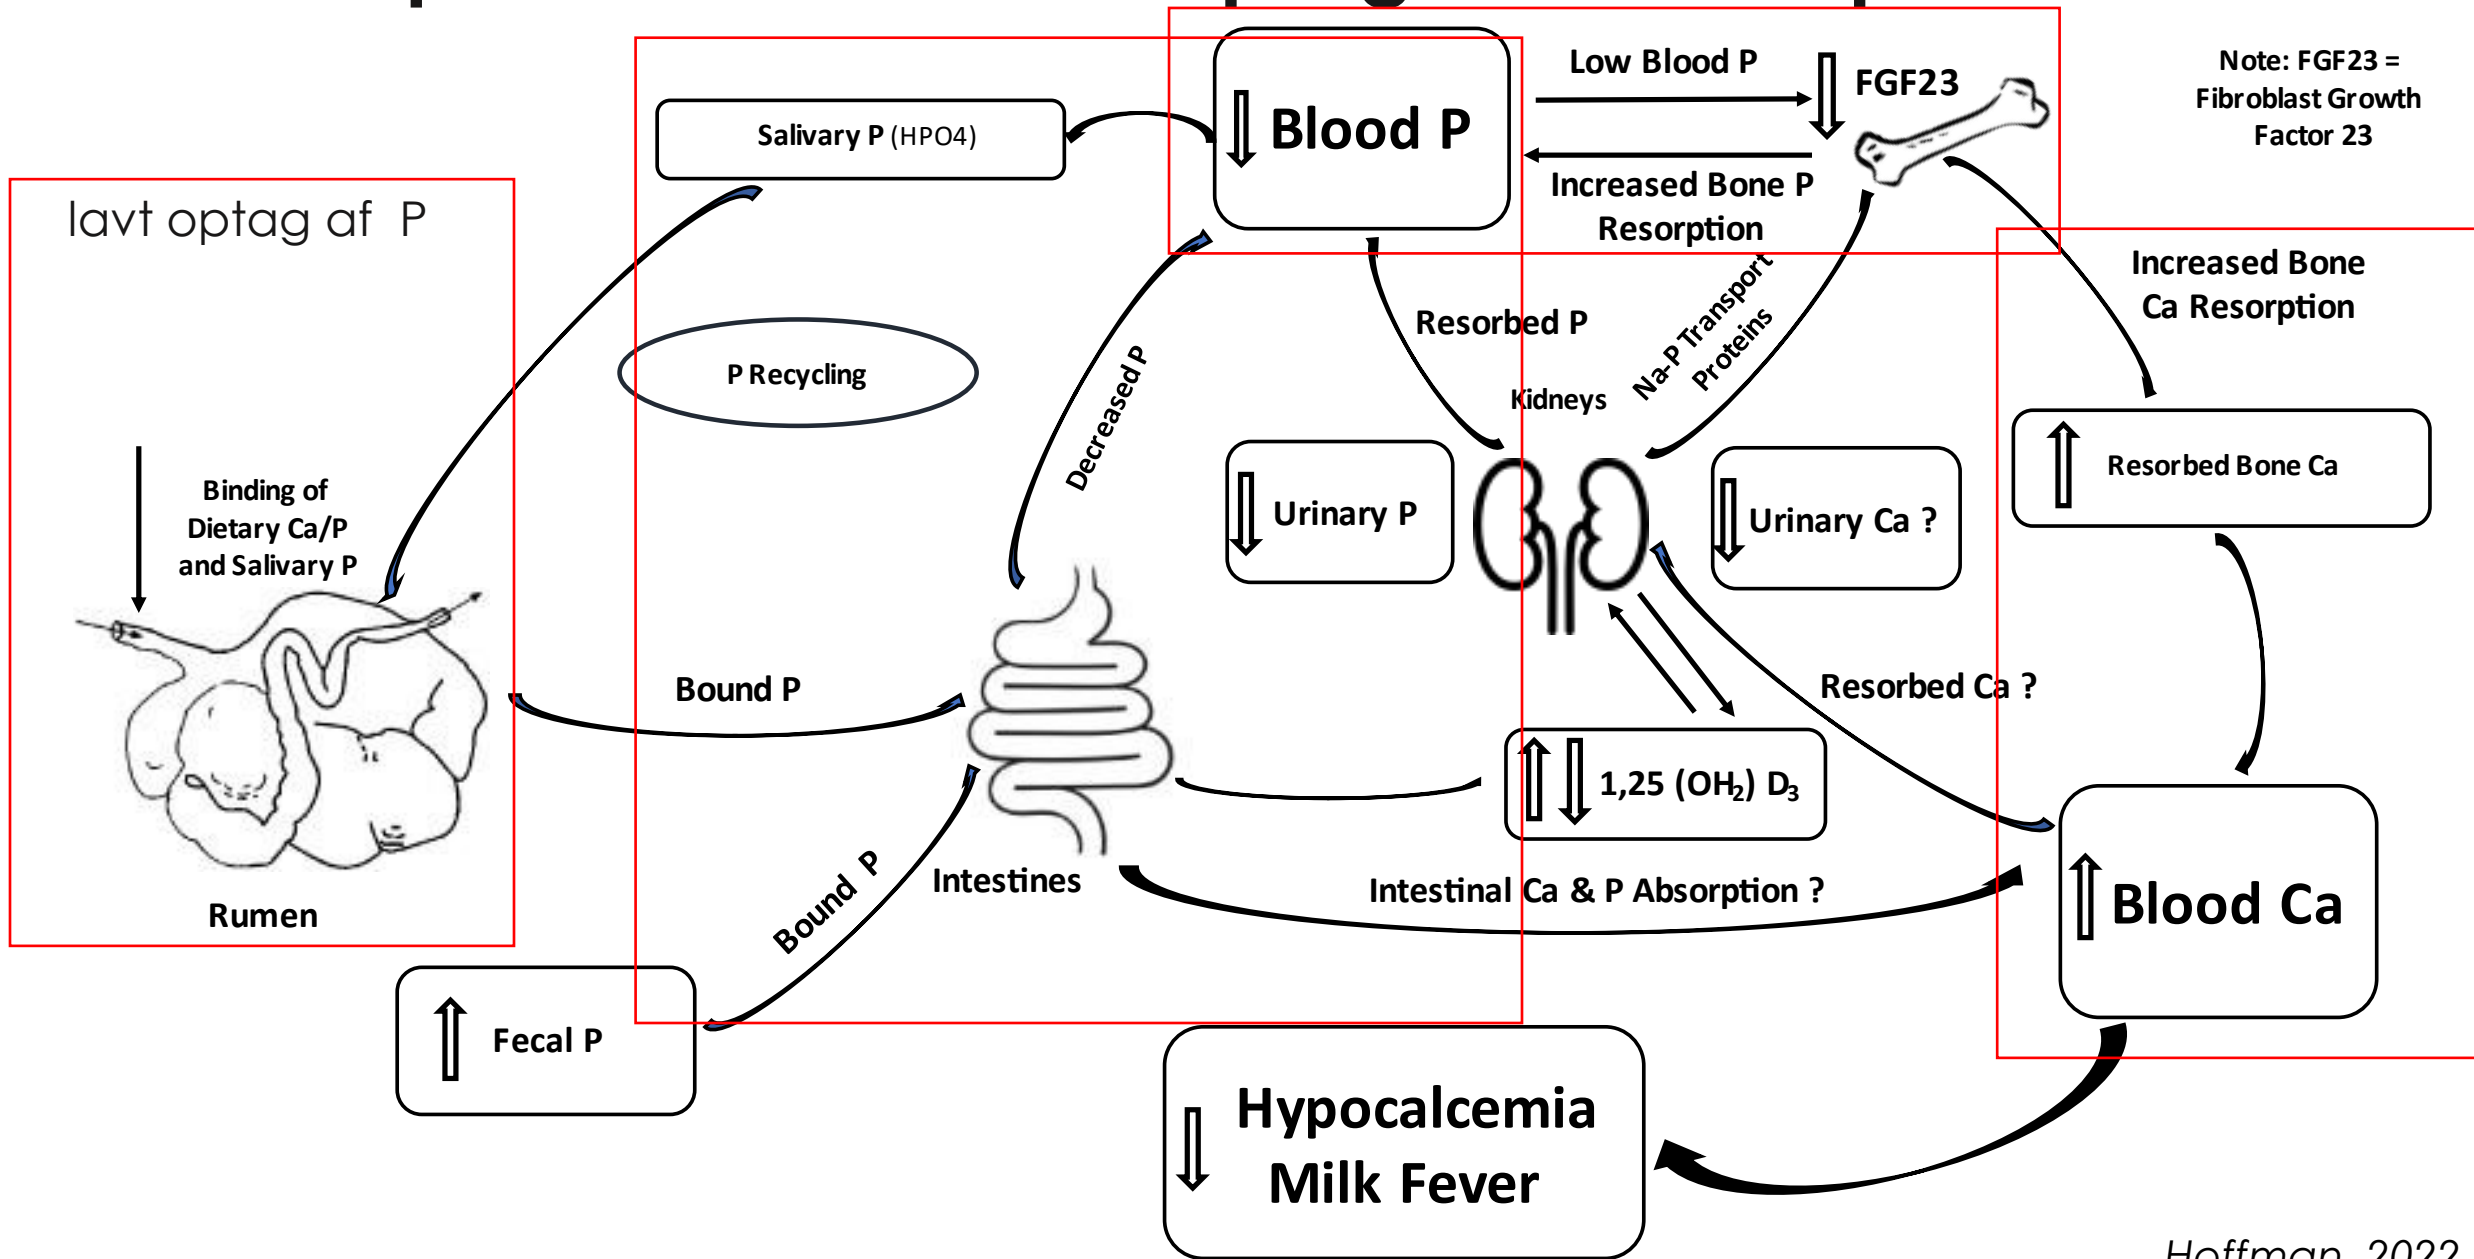 Low Blood P
FGF23
Note: FGF23 =
Fibroblast Growth
Factor 23
Salivary P (HPO4)
Blood P
Increased Bone P
Resorption
lavt optag af P
Increased Bone
Ca Resorption
Resorbed P
Na-P Transport
Proteins
P Recycling
Decreased P
Kidneys
Resorbed Bone Ca
Binding of
Dietary Ca/P
and Salivary P
Urinary P
Urinary Ca ?
Bound P
Resorbed Ca ?
1,25 (OH₂) D₃
Bound P
Intestines
Intestinal Ca & P Absorption ?
Blood Ca
Rumen
Fecal P
Hypocalcemia
Milk Fever
Hoffman, 2022